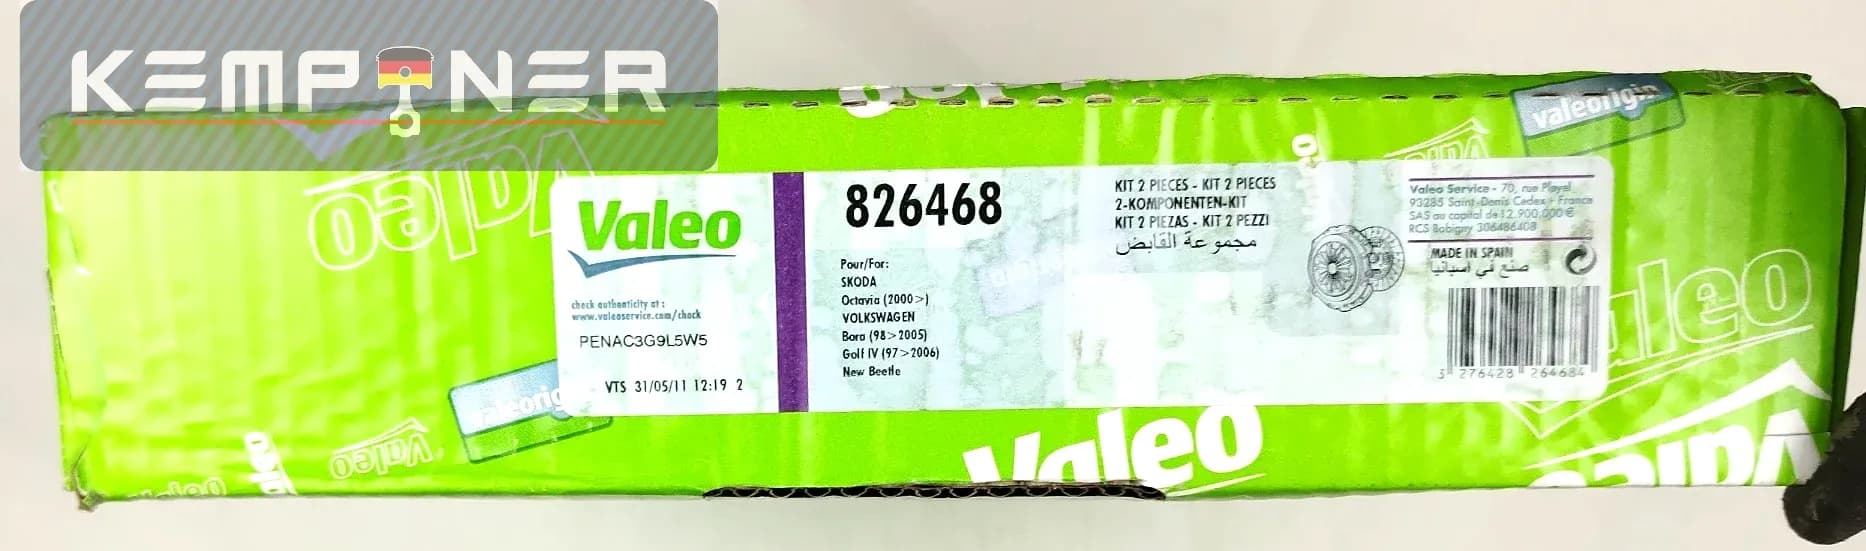 KEMPTNER
Valeo
valeorigin
Valeo
check authenticity at :
www.valeoservice.com/check
PENAC3G9L5W5
VTS 31/05/11 12:19 2
826468
Pour/For:
SKODA
Octavia (2000>)
VOLKSWAGEN
Bora (98>2005)
Golf IV (97>2006)
New Beetle
KIT 2 PIECES - KIT 2 PIECES
2-KOMPONENTEN-KIT
KIT 2 PIEZAS - KIT 2 PEZZI
مجموعة القابض
Valeo Service - 70, rue Pleyel
93285 Saint-Denis Cedex - France
SAS au capital de 12.900.000 €
RCS Bobigny 306486408
MADE IN SPAIN
صنع في اسبانيا
3 276428 264684
Valeo
Valeo
Valeo